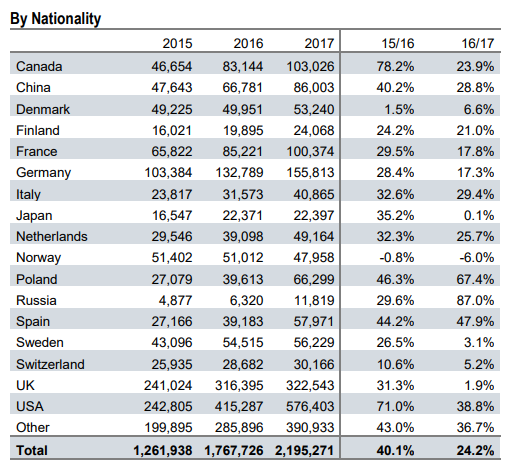 By Nationality
2015 2016 2017 15/16 16/17
Canada 46,654 83,144 103,026 78.2% 23.9%
China 47,643 66,781 86,003 40.2% 28.8%
Denmark 49,225 49,951 53,240 1.5% 6.6%
Finland 16,021 19,895 24,068 24.2% 21.0%
France 65,822 85,221 100,374 29.5% 17.8%
Germany 103,384 132,789 155,813 28.4% 17.3%
Italy 23,817 31,573 40,865 32.6% 29.4%
Japan 16,547 22,371 22,397 35.2% 0.1%
Netherlands 29,546 39,098 49,164 32.3% 25.7%
Norway 51,402 51,012 47,958 -0.8% -6.0%
Poland 27,079 39,613 66,299 46.3% 67.4%
Russia 4,877 6,320 11,819 29.6% 87.0%
Spain 27,166 39,183 57,971 44.2% 47.9%
Sweden 43,096 54,515 56,229 26.5% 3.1%
Switzerland 25,935 28,682 30,166 10.6% 5.2%
UK 241,024 316,395 322,543 31.3% 1.9%
USA 242,805 415,287 576,403 71.0% 38.8%
Other 199,895 285,896 390,933 43.0% 36.7%
Total 1,261,938 1,767,726 2,195,271 40.1% 24.2%